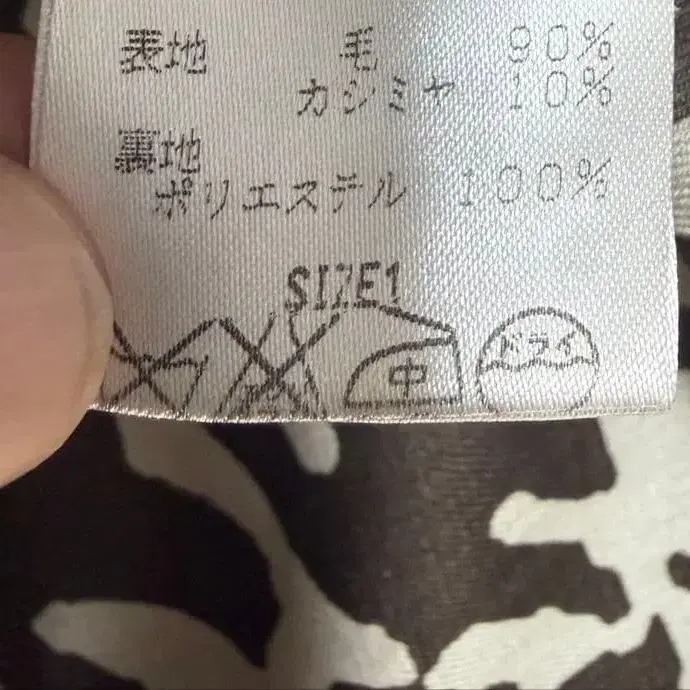 表地 毛 90%
カシミヤ 10%
裏地
ポリエステル 100%
SIZE1
中 ドライ